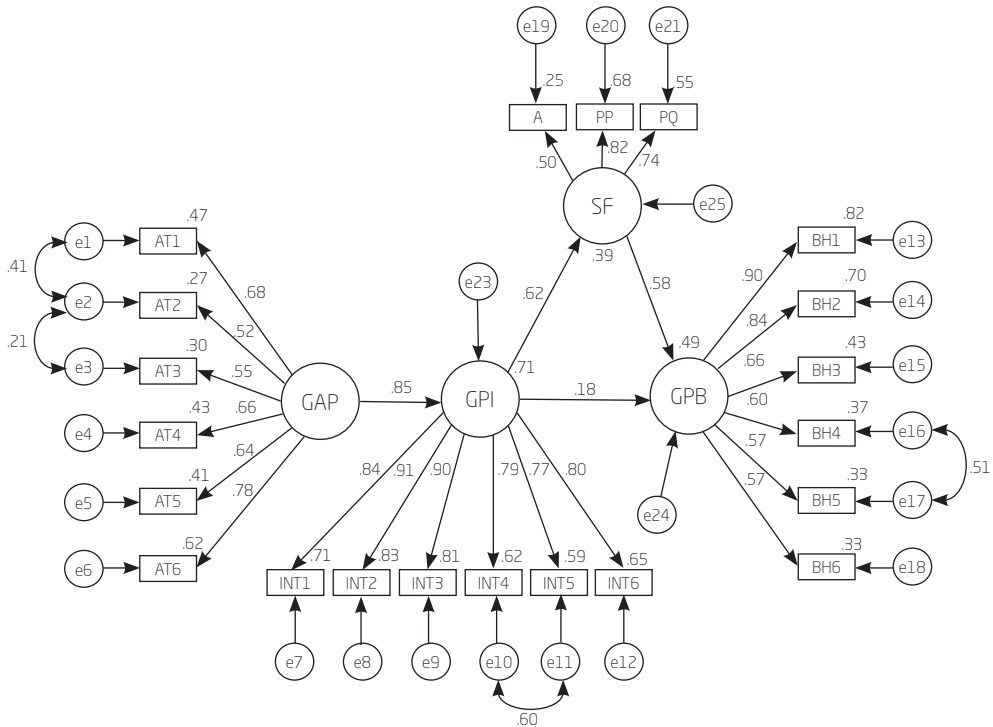 e19 e20 e21
.25 .68 .55
A PP PQ
.50 .82 .74
SF e25
.39
.47 .82
e1 AT1 BH1 e13
.41
.68 .62 .58 .90
e23
.27 .70
e2 AT2 BH2 e14
.52 .84
.21
.30 .71 .49 .43
e3 AT3 BH3 e15
.55 .66
GAP .85 GPI .18 GPB
.43 .66 .60 .37
e4 AT4 BH4 e16
.64 .57
.51
.41 .78 .84 .91 .90 .79 .77 .80 .57 .33
e5 AT5 BH5 e17
e24
.62 .71 .83 .81 .62 .59 .65 .33
e6 AT6 BH6 e18
INT1 INT2 INT3 INT4 INT5 INT6
e7 e8 e9 e10 e11 e12
.60